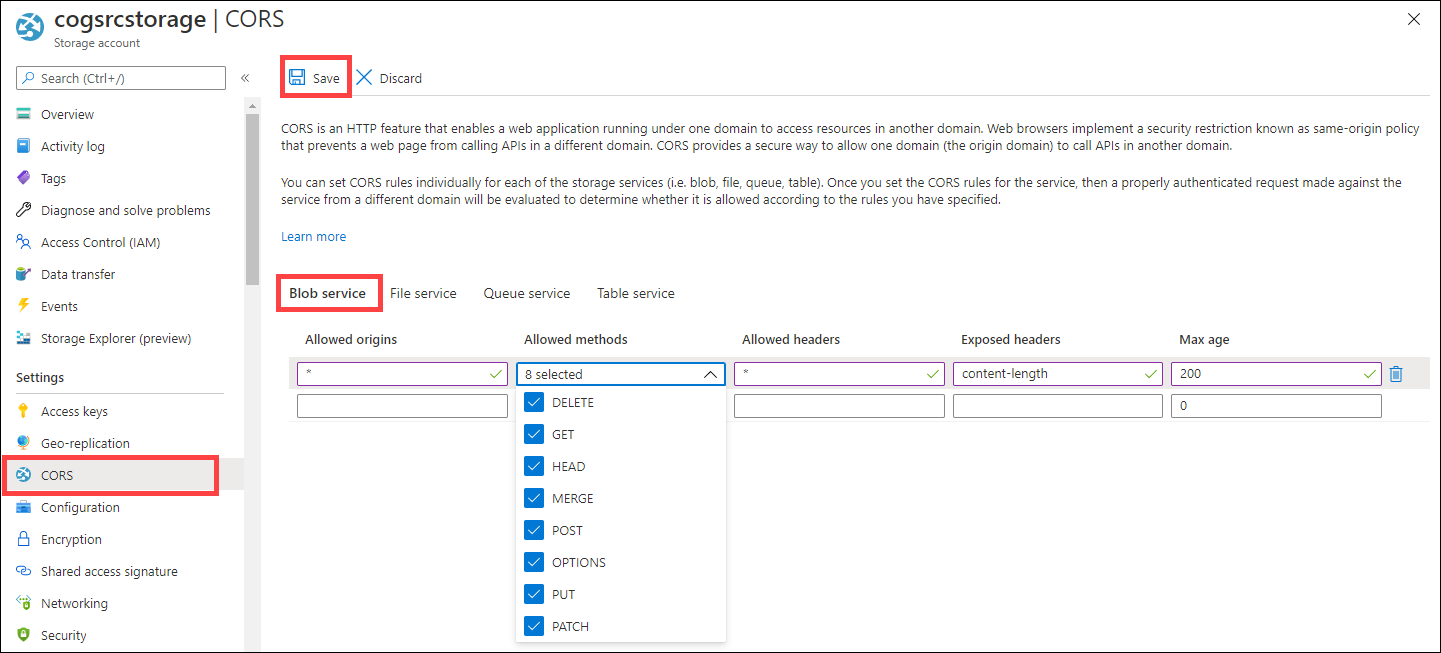 cogsrcstorage | CORS
Storage account
Search (Ctrl+/)
«
Overview
Activity log
Tags
Diagnose and solve problems
Access Control (IAM)
Data transfer
Events
Storage Explorer (preview)
Settings
Access keys
Geo-replication
CORS
Configuration
Encryption
Shared access signature
Networking
Security
Save
Discard
CORS is an HTTP feature that enables a web application running under one domain to access resources in another domain. Web browsers implement a security restriction known as same-origin policy
that prevents a web page from calling APIs in a different domain. CORS provides a secure way to allow one domain (the origin domain) to call APIs in another domain.
You can set CORS rules individually for each of the storage services (i.e. blob, file, queue, table). Once you set the CORS rules for the service, then a properly authenticated request made against the
service from a different domain will be evaluated to determine whether it is allowed according to the rules you have specified.
Learn more
Blob service File service Queue service Table service
Allowed origins Allowed methods Allowed headers Exposed headers Max age
* 8 selected * content-length 200
0
DELETE
GET
HEAD
MERGE
POST
OPTIONS
PUT
PATCH